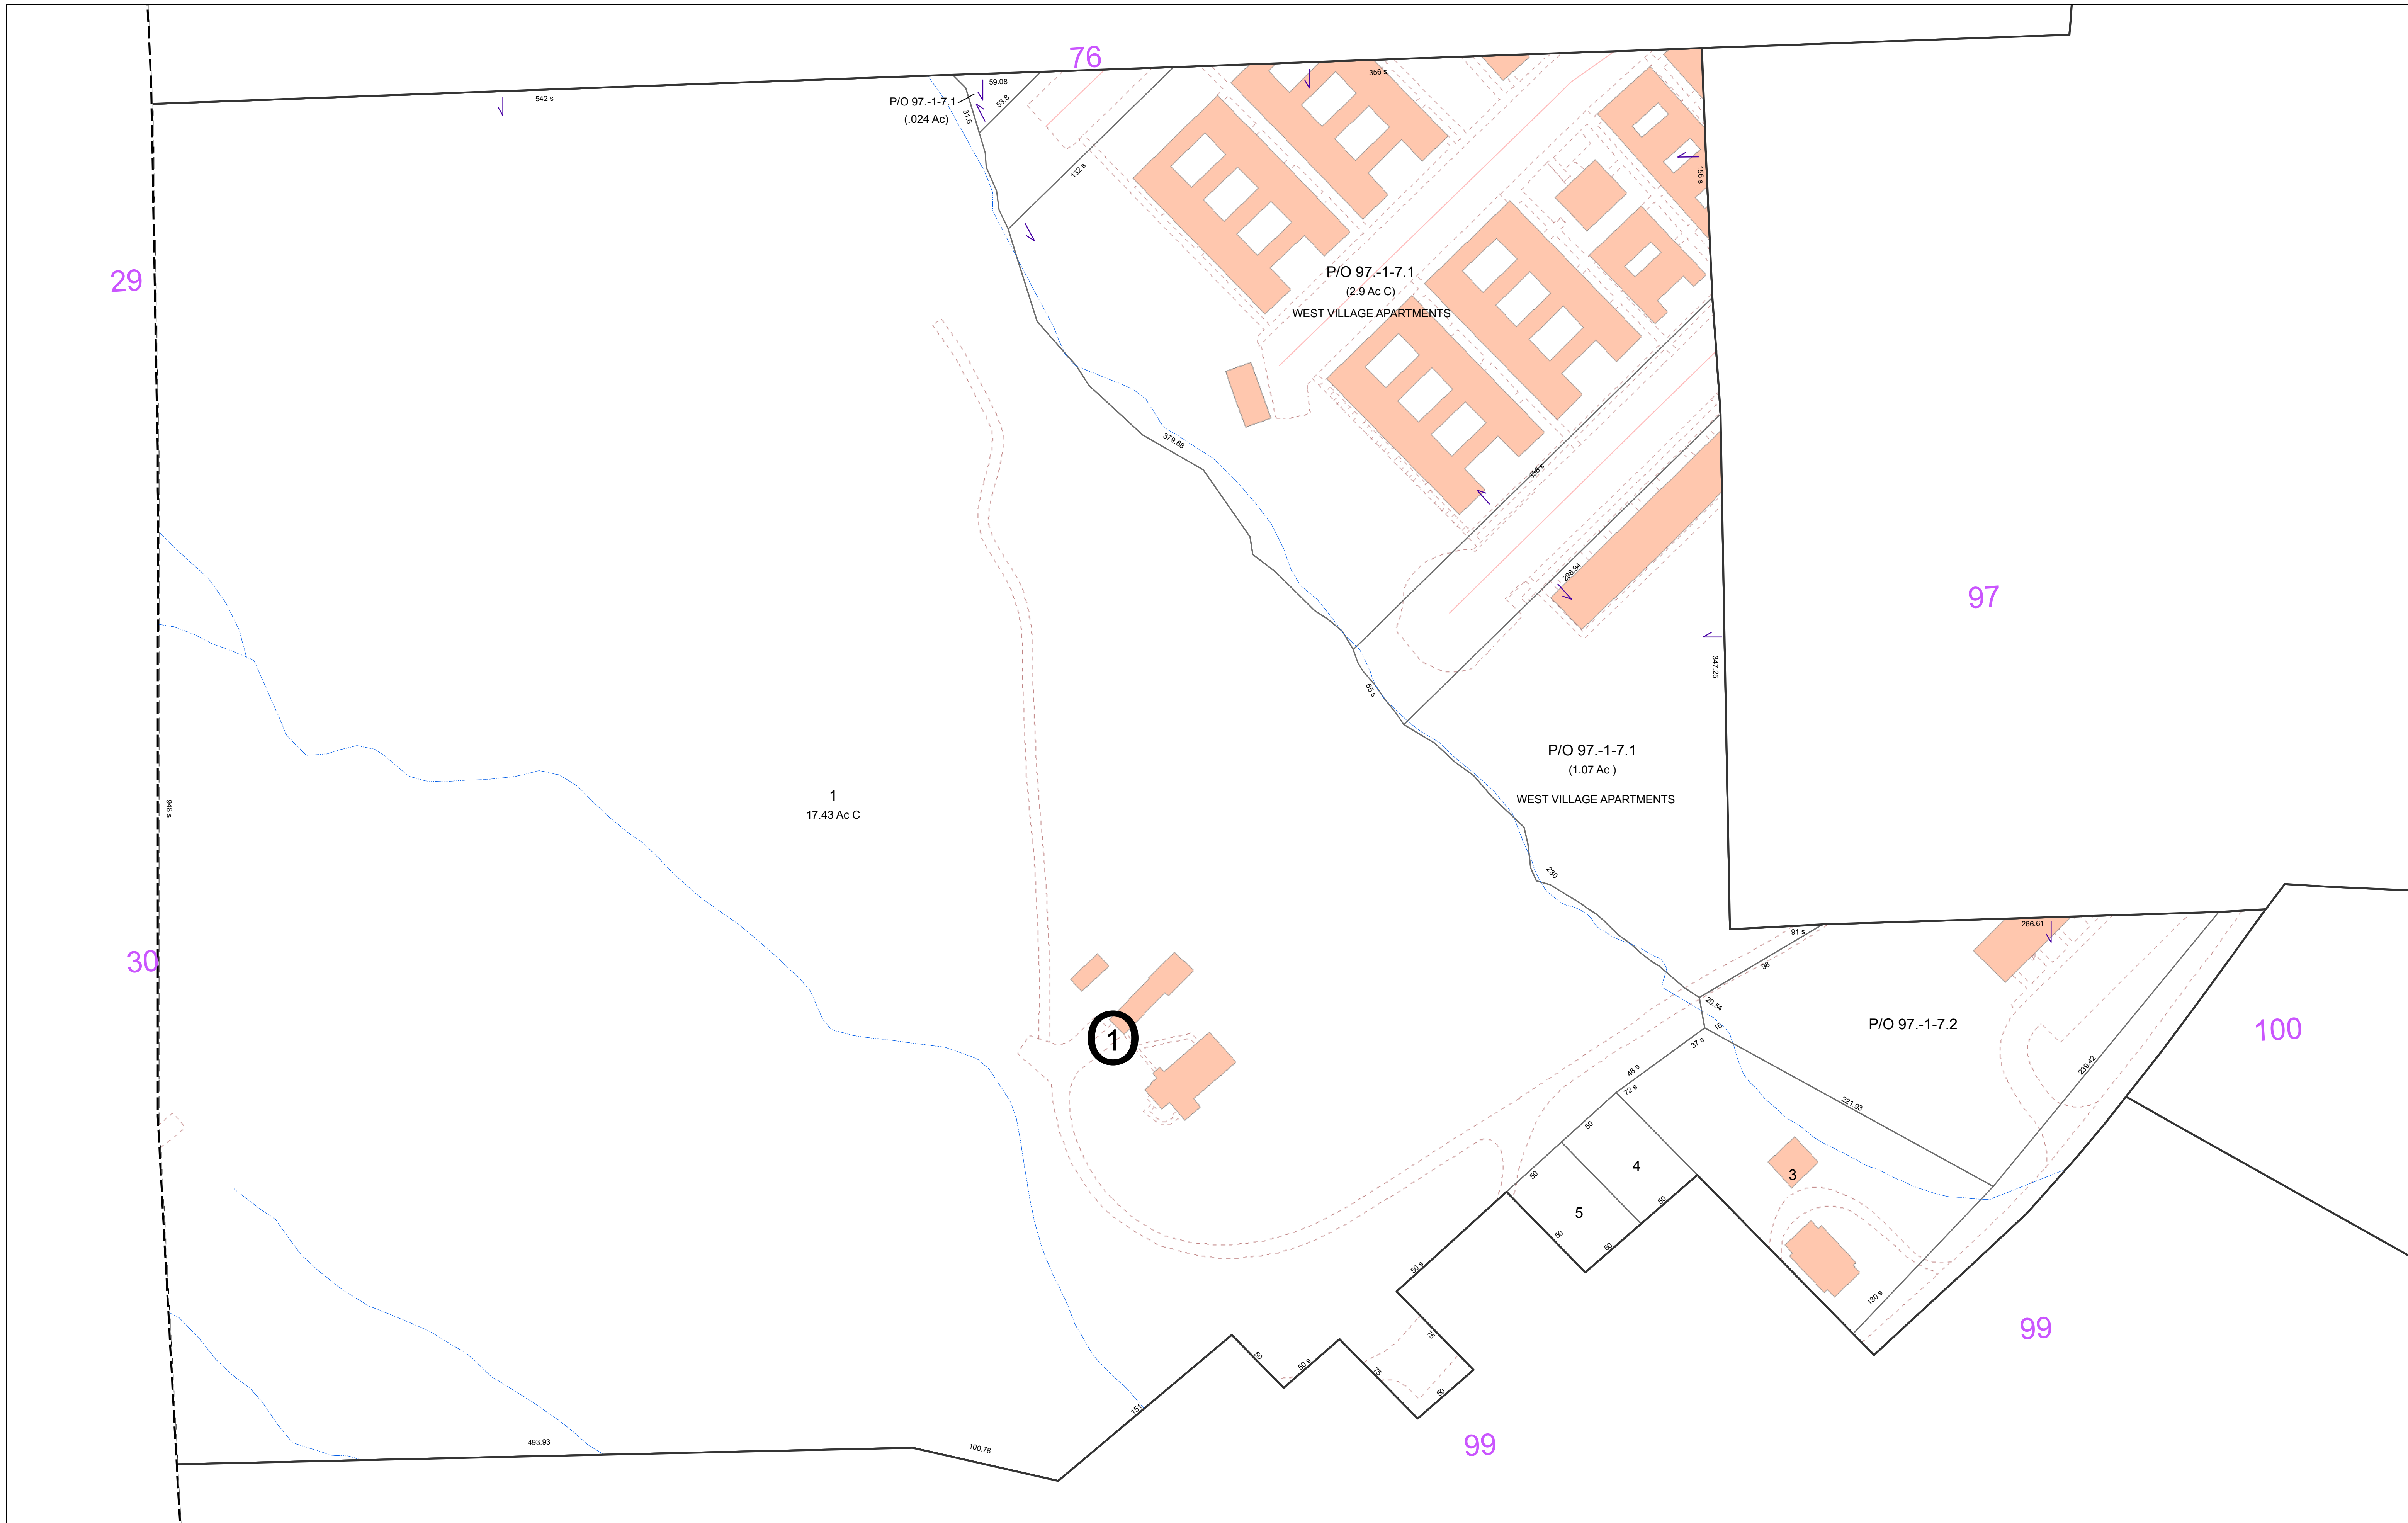 76
542 s
59.08
P/O 97.-1-7.1
(.024 Ac)
31.6
53.8
356 s
132 s
156 s
29
P/O 97.-1-7.1
(2.9 Ac C)
WEST VILLAGE APARTMENTS
379.68
338 s
298.94
97
347.25
65 s
P/O 97.-1-7.1
(1.07 Ac )
WEST VILLAGE APARTMENTS
1
17.43 Ac C
948 s
280
266.61
91 s
98
30
20.54
15
P/O 97.-1-7.2
100
1
37 s
48 s
72 s
239.42
221.93
50
50
4
3
5
50
50
50
50 s
130 s
99
75
50
50 s
75
50
151
493.93
100.78
99